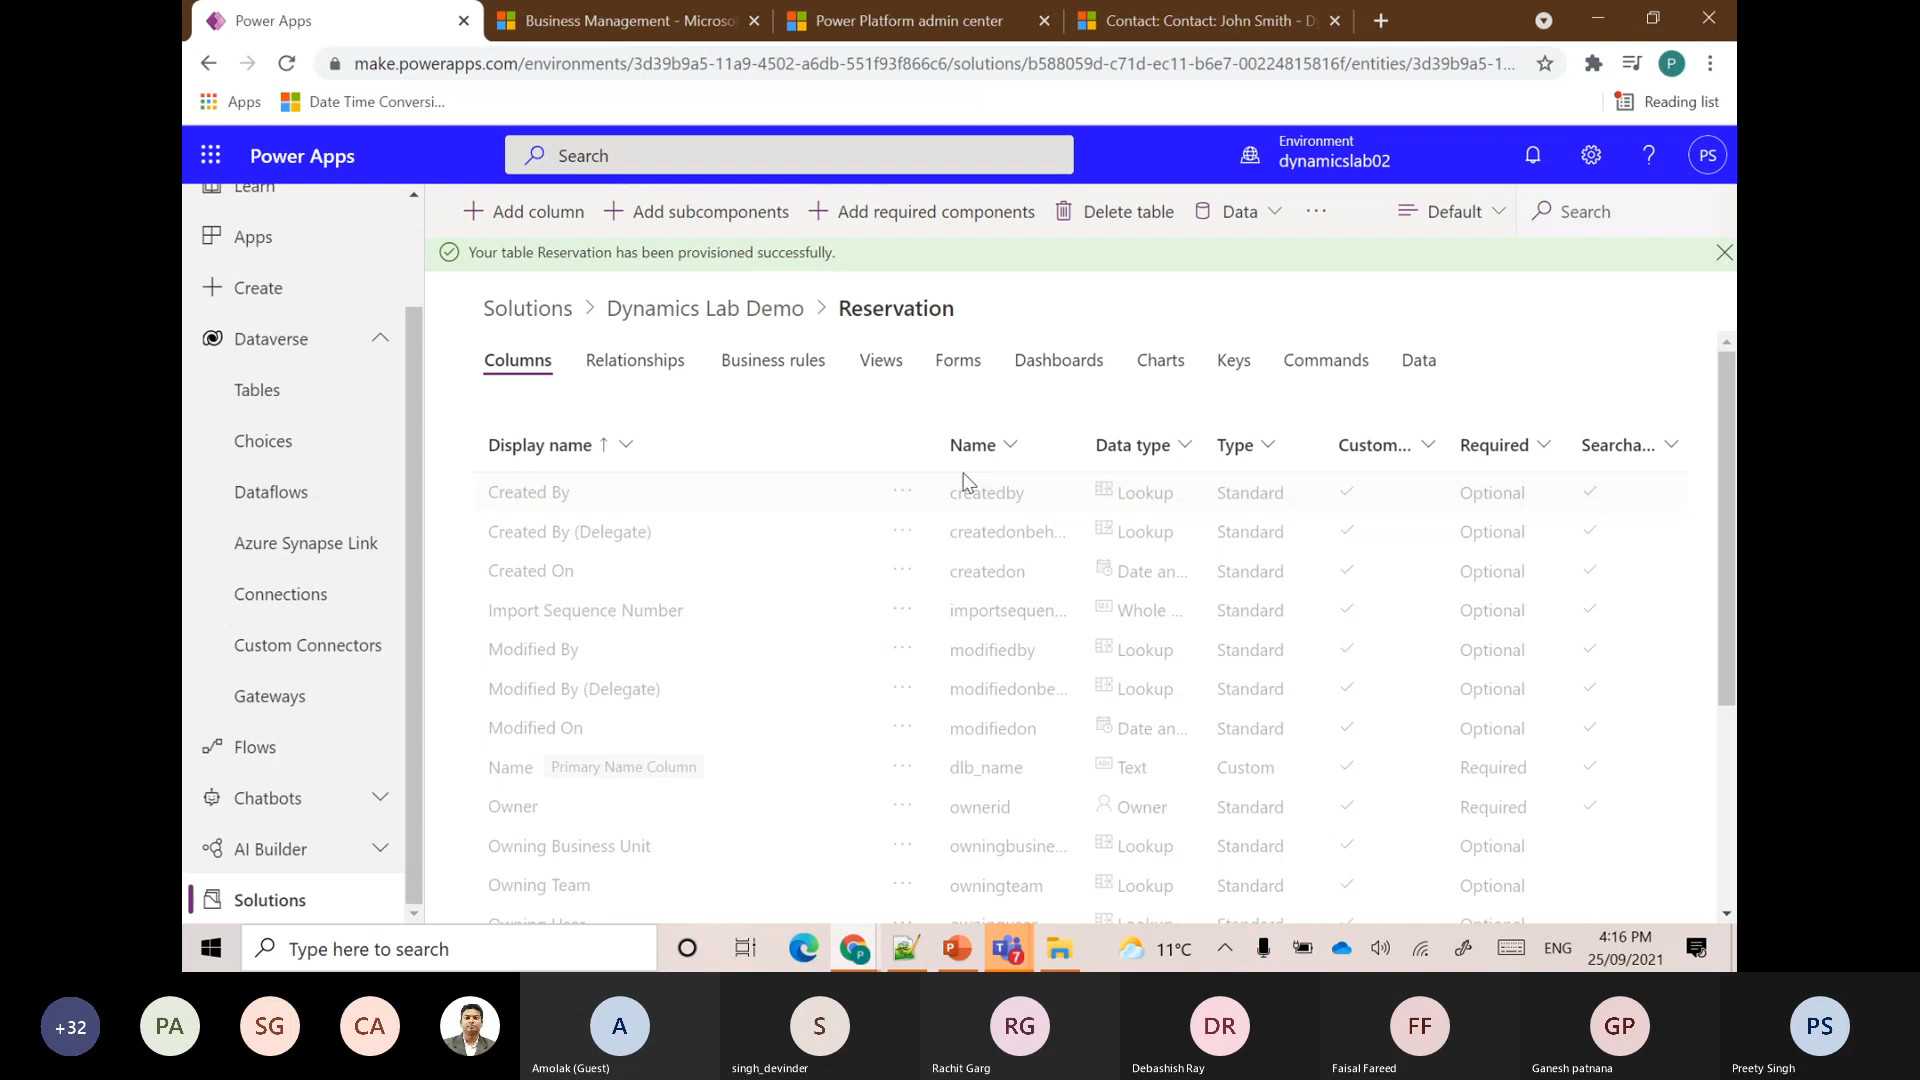 Power Apps
Business Management - Microso
Power Platform admin center
Contact: Contact: John Smith - D
make.powerapps.com/environments/3d39b9a5-11a9-4502-a6db-551f93f866c6/solutions/b588059d-c71d-ec11-b6e7-00224815816f/entities/3d39b9a5-1...
P
Apps
Date Time Conversi...
Reading list
Power Apps
Search
Environment
dynamicslab02
PS
Learn
Apps
Create
Dataverse
Tables
Choices
Dataflows
Azure Synapse Link
Connections
Custom Connectors
Gateways
Flows
Chatbots
AI Builder
Solutions
Add column
Add subcomponents
Add required components
Delete table
Data
Default
Search
Your table Reservation has been provisioned successfully.
Solutions > Dynamics Lab Demo > Reservation
Columns Relationships Business rules Views Forms Dashboards Charts Keys Commands Data
Display name Name Data type Type Custom... Required Searcha...
Created By createdby Lookup Standard Optional
Created By (Delegate) createdonbeh... Lookup Standard Optional
Created On createdon Date an... Standard Optional
Import Sequence Number importsequen... Whole ... Standard Optional
Modified By modifiedby Lookup Standard Optional
Modified By (Delegate) modifiedonbe... Lookup Standard Optional
Modified On modifiedon Date an... Standard Optional
Name Primary Name Column dlb_name Text Custom Required
Owner ownerid Owner Standard Required
Owning Business Unit owningbusine... Lookup Standard Optional
Owning Team owningteam Lookup Standard Optional
Owning User owninguser Lookup Standard Optional
Type here to search
P
7
11°C
ENG
4:16 PM
25/09/2021
+32
PA
SG
CA
A
Amolak (Guest)
S
singh_devinder
RG
Rachit Garg
DR
Debashish Ray
FF
Faisal Fareed
GP
Ganesh patnana
PS
Preety Singh